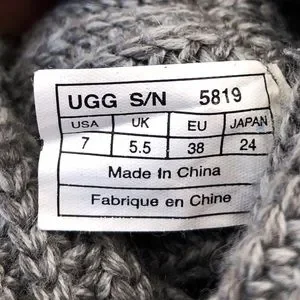 UGG S/N 5819
USA UK EU JAPAN
7 5.5 38 24
Made In China
Fabrique en Chine